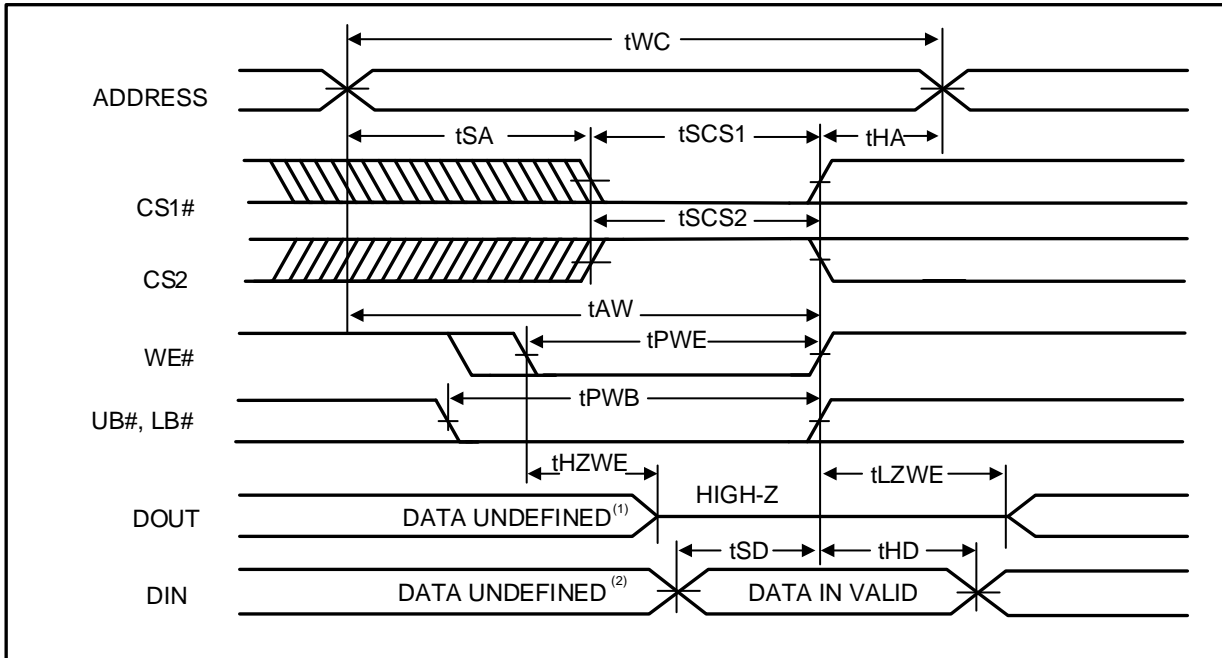 tWC
ADDRESS
tSA
tSCS1
tHA
CS1#
tSCS2
CS2
tAW
WE#
tPWE
tPWB
UB#, LB#
tHZWE
tLZWE
HIGH-Z
DOUT
DATA UNDEFINED(1)
tSD
tHD
DIN
DATA UNDEFINED(2)
DATA IN VALID